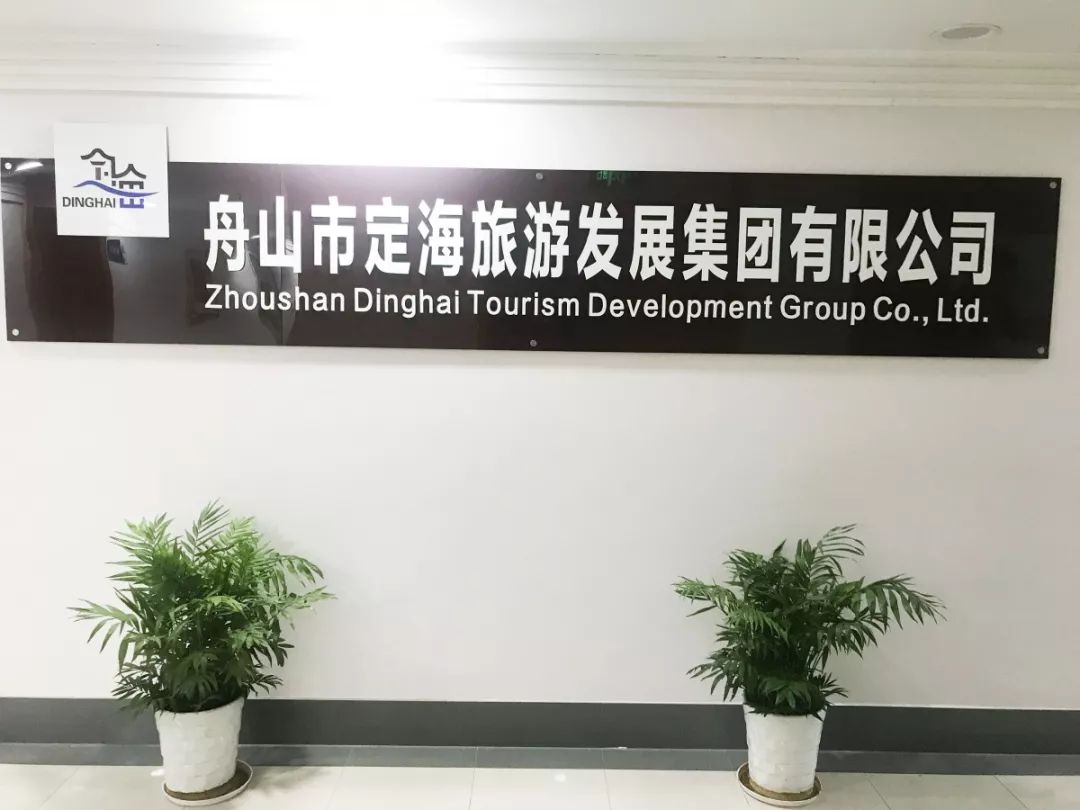 DINGHAI
舟山市定海旅游发展集团有限公司
Zhoushan Dinghai Tourism Development Group Co., Ltd.